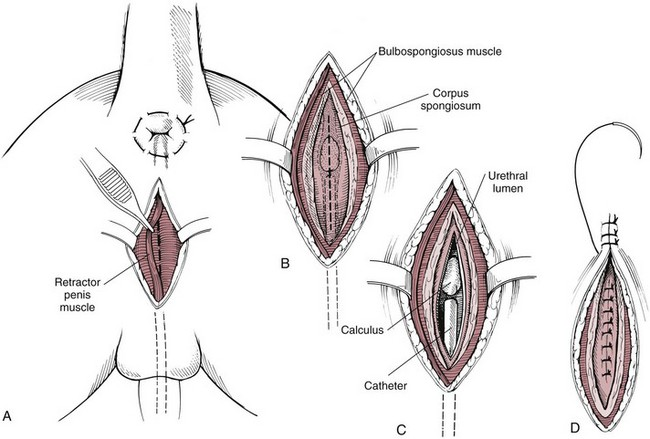 Bulbospongiosus muscle
Corpus
spongiosum
B
Retractor
penis
muscle
A
Urethral
lumen
Calculus
Catheter
C
D